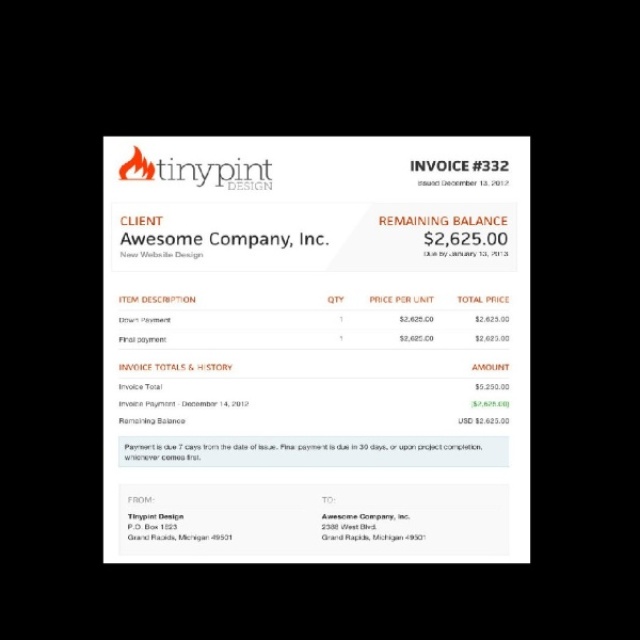 tinypint
DESIGN
INVOICE #332
Issued December 13, 2012
CLIENT
Awesome Company, Inc.
New Website Design
REMAINING BALANCE
$2,625.00
Due by January 13, 2013
ITEM DESCRIPTION QTY PRICE PER UNIT TOTAL PRICE
Down Payment 1 $2,625.00 $2,625.00
Final payment 1 $2,625.00 $2,625.00
INVOICE TOTALS & HISTORY AMOUNT
Invoice Total $5,250.00
Invoice Payment - December 14, 2012 ($2,625.00)
Remaining Balance USD $2,625.00
Payment is due 7 days from the date of issue. Final payment is due in 30 days, or upon project completion,
whichever comes first.
FROM:
Tinypint Design
P.O. Box 1523
Grand Rapids, Michigan 49501
TO:
Awesome Company, Inc.
2388 West Blvd.
Grand Rapids, Michigan 49501